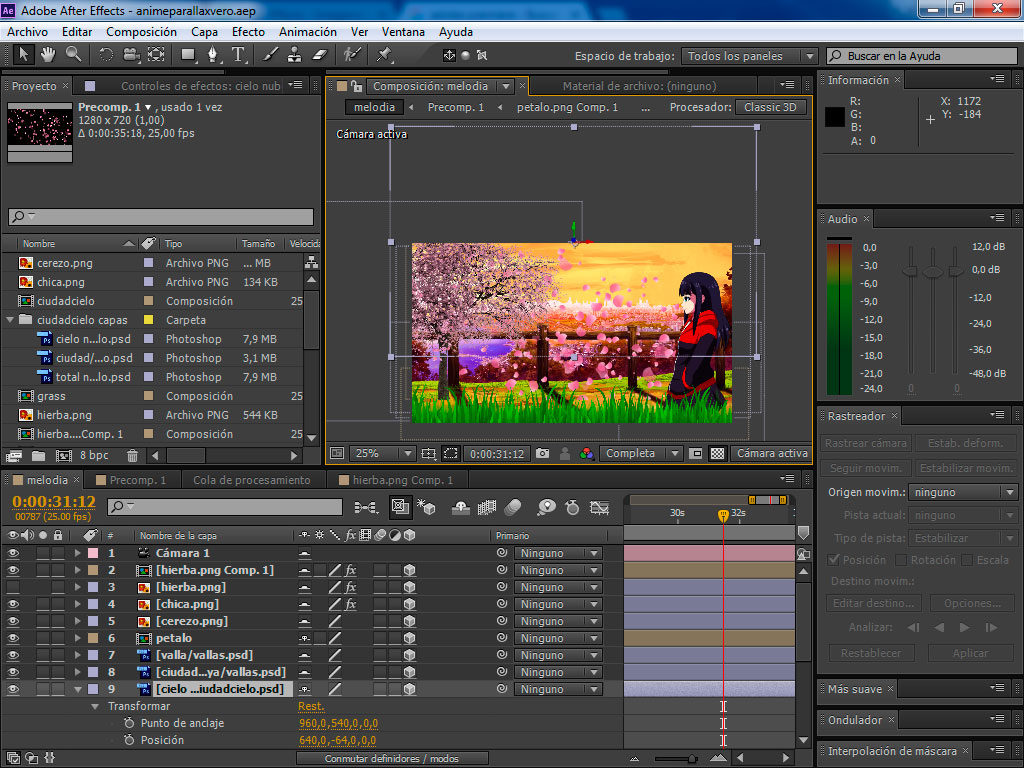 Ae Adobe After Effects - animeparallaxvero.aep
Archivo Editar Composición Capa Efecto Animación Ver Ventana Ayuda
Espacio de trabajo: Todos los paneles Buscar en la Ayuda
Proyecto × Controles de efectos: cielo nub
Precomp. 1 ▼, usado 1 vez
1280 x 720 (1,00)
Δ 0:00:35:18, 25,00 fps
Nombre Tipo Tamaño Velocida
cerezo.png Archivo PNG ... MB
chica.png Archivo PNG 134 KB
ciudadcielo Composición 25
ciudadcielo capas Carpeta
cielo n...lo.psd Photoshop 7,9 MB
ciudad/...o.psd Photoshop 3,1 MB
total n...lo.psd Photoshop 7,9 MB
grass Composición 25
hierba.png Archivo PNG 544 KB
hierba....Comp. 1 Composición 25
8 bpc
Composición: melodia × Material de archivo: (ninguno)
melodia Precomp. 1 petalo.png Comp. 1 ... Procesador: Classic 3D
Cámara activa
25% 0:00:31:12 Completa Cámara activa
Información ×
R:
G:
B:
A: 0
X: 1172
Y: -184
Audio ×
0,0
-3,0
-6,0
-9,0
-12,0
-15,0
-18,0
-21,0
-24,0
12,0 dB
0,0 dB
-12,0
-24,0
-36,0
-48,0 dB
0 0
Rastreador ×
Rastrear cámara Estab. deform.
Seguir movim. Estabilizar movim.
Origen movim.: ninguno
Pista actual: ninguno
Tipo de pista: Estabilizar
Posición Rotación Escala
Destino movim.:
Editar destino... Opciones...
Analizar:
Restablecer Aplicar
Más suave ×
Ondulador ×
Interpolación de máscara ×
melodia × Precomp. 1 Cola de procesamiento hierba.png Comp. 1
0:00:31:12
00787 (25.00 fps)
30s 32s
# Nombre de la capa fx Primario
1 Cámara 1 Ninguno
2 [hierba.png Comp. 1] fx Ninguno
3 [hierba.png] fx Ninguno
4 [chica.png] fx Ninguno
5 [cerezo.png] Ninguno
6 petalo Ninguno
7 [valla/vallas.psd] Ninguno
8 [ciudad...ya/vallas.psd] Ninguno
9 [cielo ...iudadcielo.psd] Ninguno
Transformar Rest.
Punto de anclaje 960,0,540,0,0,0
Posición 640,0,-64,0,0,0
Conmutar definidores / modos